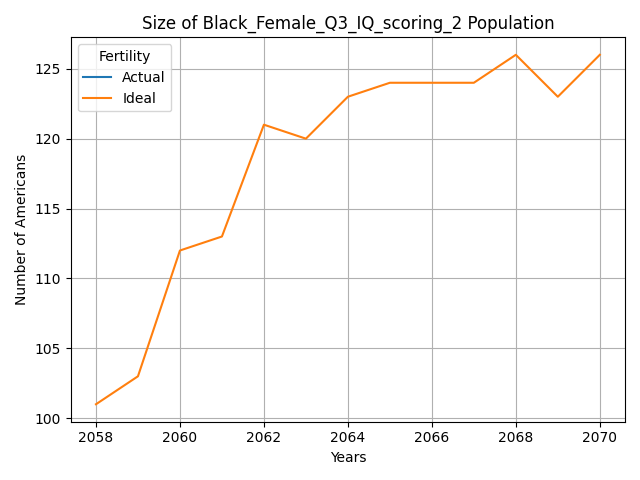 Size of Black_Female_Q3_IQ_scoring_2 Population
Fertility
Actual
Ideal
125
120
115
110
105
100
Number of Americans
2058
2060
2062
2064
2066
2068
2070
Years